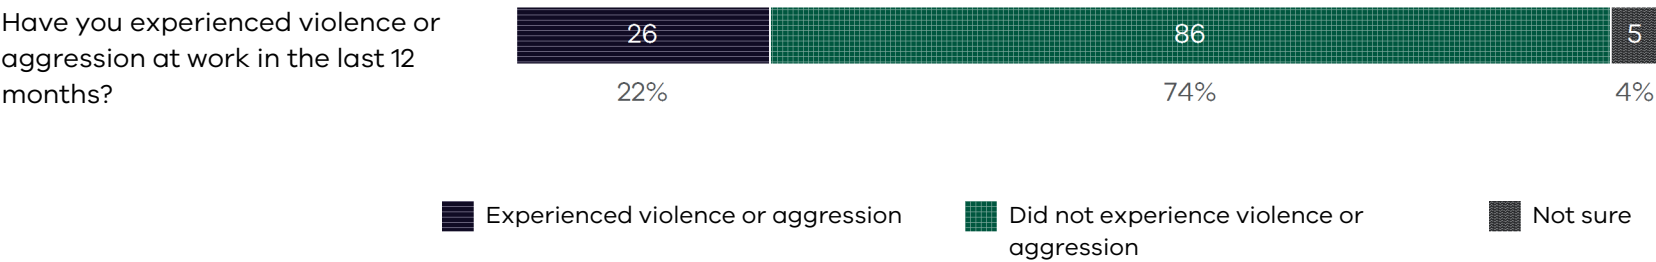 Have you experienced violence or
aggression at work in the last 12
months?
26
86
5
22%
74%
4%
Experienced violence or aggression
Did not experience violence or
aggression
Not sure